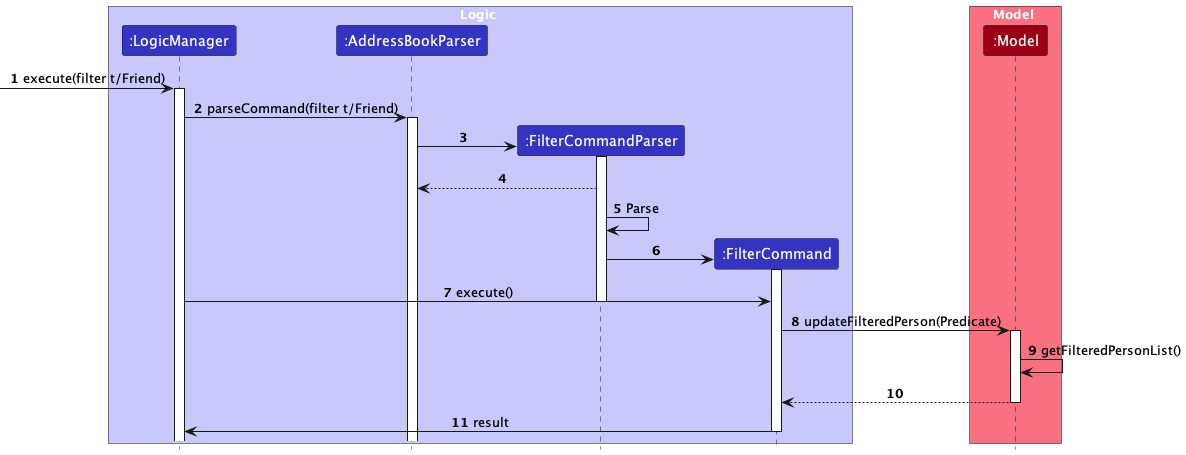 Logic
Model
:LogicManager
:AddressBookParser
:Model
1 execute(filter t/Friend)
2 parseCommand(filter t/Friend)
3
:FilterCommandParser
4
5 Parse
6
:FilterCommand
7 execute()
8 updateFilteredPerson(Predicate)
9 getFilteredPersonList()
10
11 result